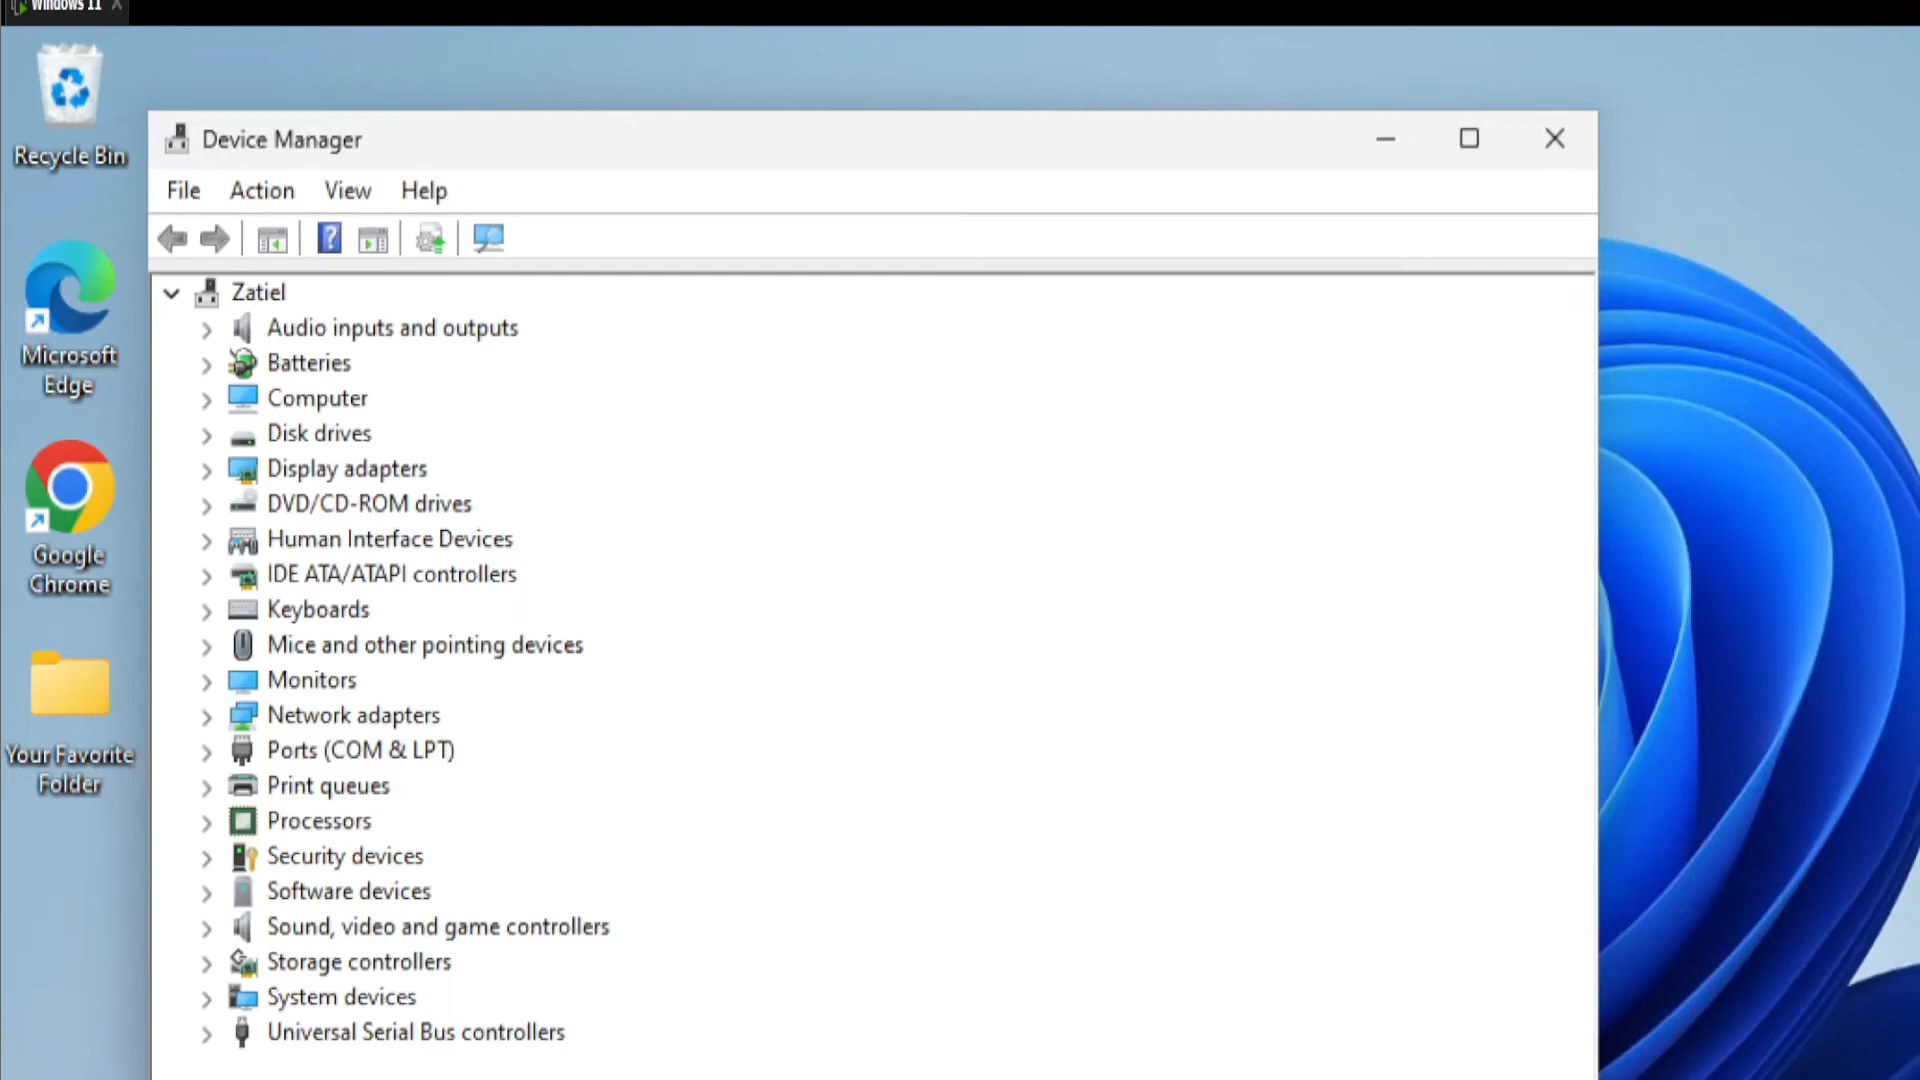 Windows 11
Recycle Bin
Microsoft
Edge
Google
Chrome
Your Favorite
Folder
Device Manager
File Action View Help
Zatiel
Audio inputs and outputs
Batteries
Computer
Disk drives
Display adapters
DVD/CD-ROM drives
Human Interface Devices
IDE ATA/ATAPI controllers
Keyboards
Mice and other pointing devices
Monitors
Network adapters
Ports (COM & LPT)
Print queues
Processors
Security devices
Software devices
Sound, video and game controllers
Storage controllers
System devices
Universal Serial Bus controllers